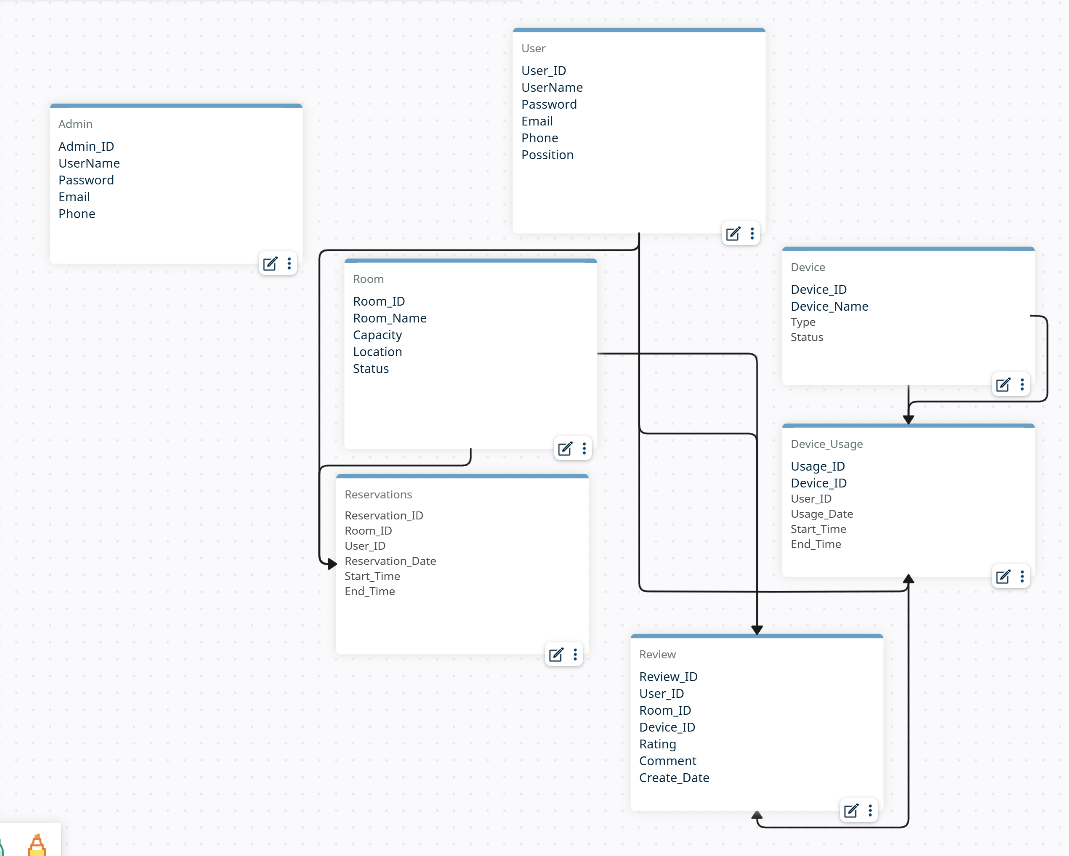 User
User_ID
UserName
Password
Email
Phone
Possition
Admin
Admin_ID
UserName
Password
Email
Phone
Room
Room_ID
Room_Name
Capacity
Location
Status
Device
Device_ID
Device_Name
Type
Status
Device_Usage
Usage_ID
Device_ID
User_ID
Usage_Date
Start_Time
End_Time
Reservations
Reservation_ID
Room_ID
User_ID
Reservation_Date
Start_Time
End_Time
Review
Review_ID
User_ID
Room_ID
Device_ID
Rating
Comment
Create_Date